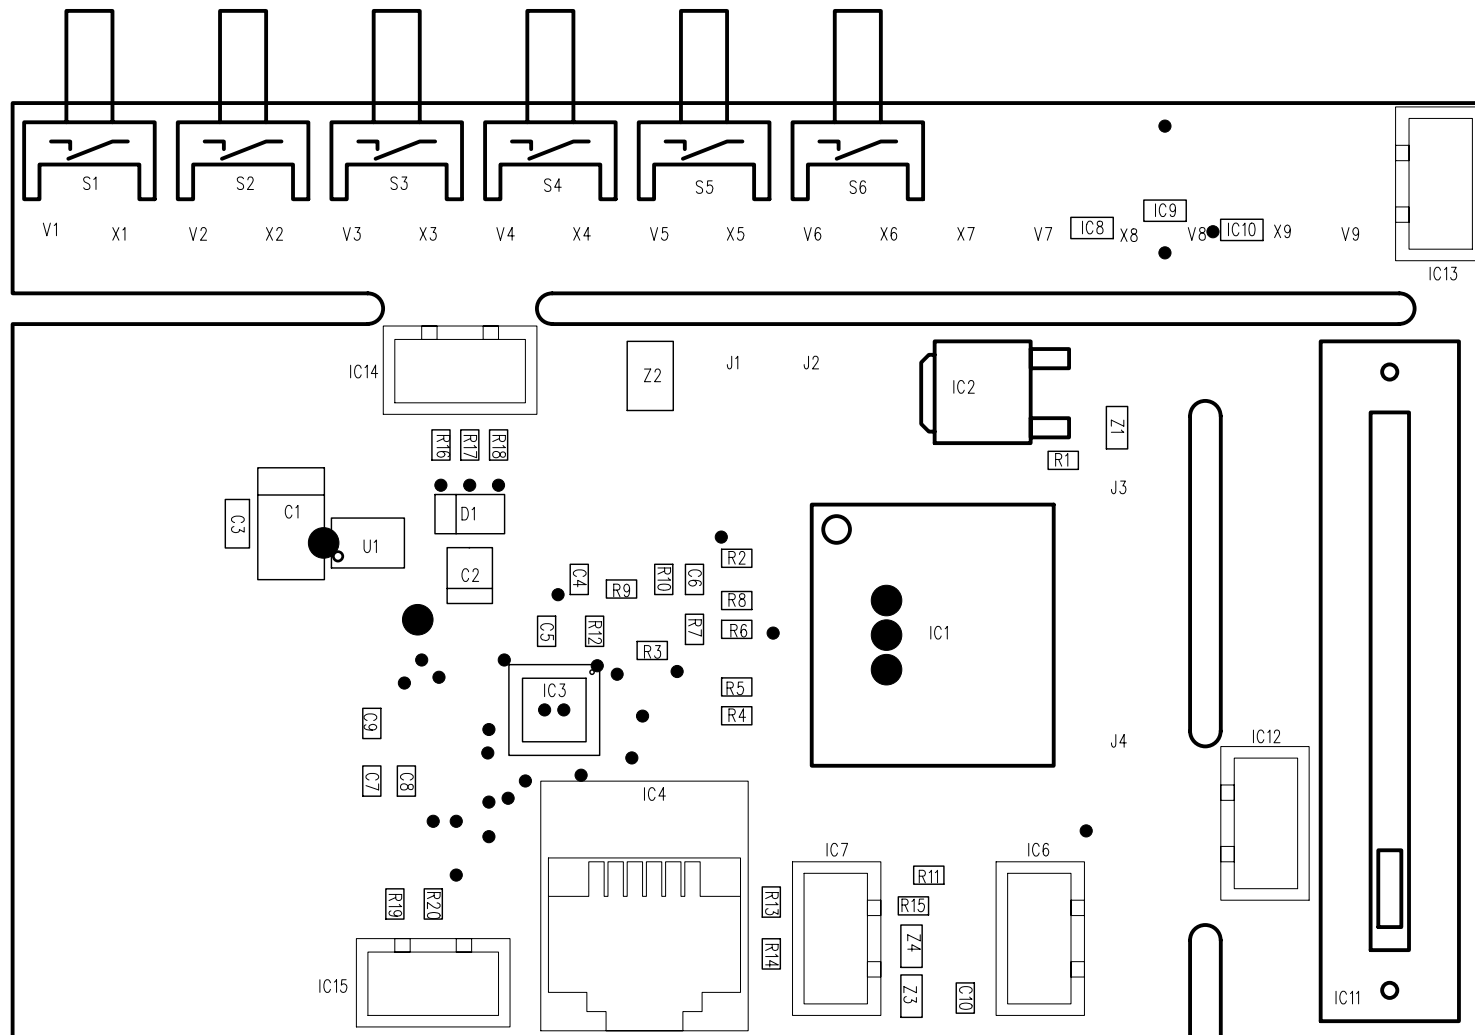 S1 S2 S3 S4 S5 S6
V1 X1 V2 X2 V3 X3 V4 X4 V5 X5 V6 X6 X7 V7 IC8 X8 IC9 V8 IC10 X9 V9
IC13
IC14 Z2 J1 J2 IC2
Z1
R16 R17 R18 R1
J3
C3 C1 U1 D1
R2
C2 C4 R9 R10 C6
R8
C5 R12 R7 R6 IC1
R3
IC3 R5
R4
C9 J4 IC12
C7 C8 IC4
IC7 IC6
R11
R19 R20 R13 R15
R14 Z4
IC15 Z3 C10 IC11